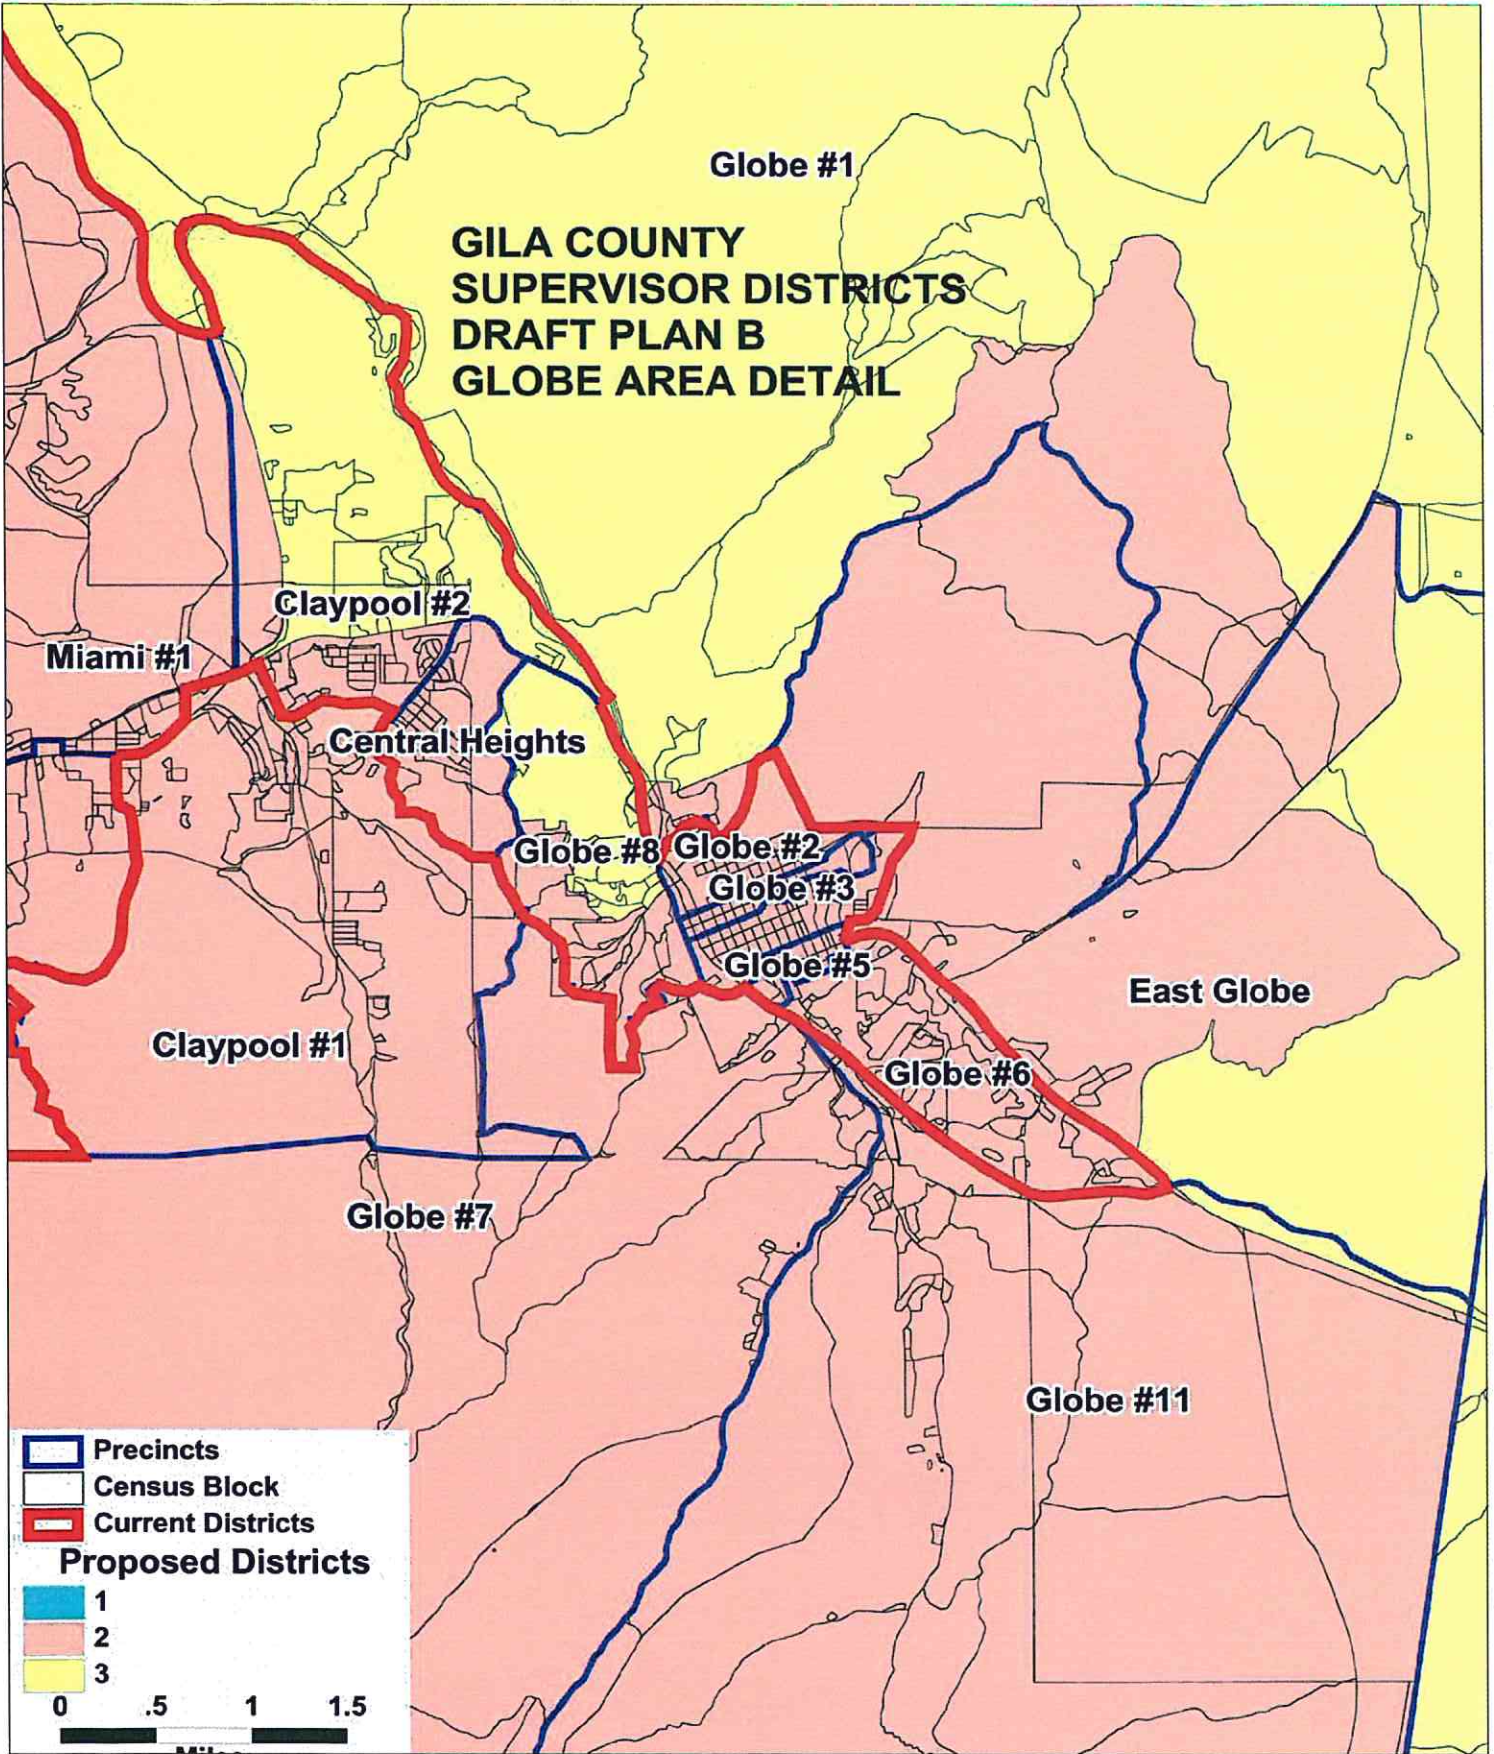 Globe #1
GILA COUNTY
SUPERVISOR DISTRICTS
DRAFT PLAN B
GLOBE AREA DETAIL
Claypool #2
Miami #1
Central Heights
Globe #8
Globe #2
Globe #3
Globe #5
East Globe
Claypool #1
Globe #6
Globe #7
Globe #11
Precincts
Census Block
Current Districts
Proposed Districts
1
2
3
0 .5 1 1.5
Miles